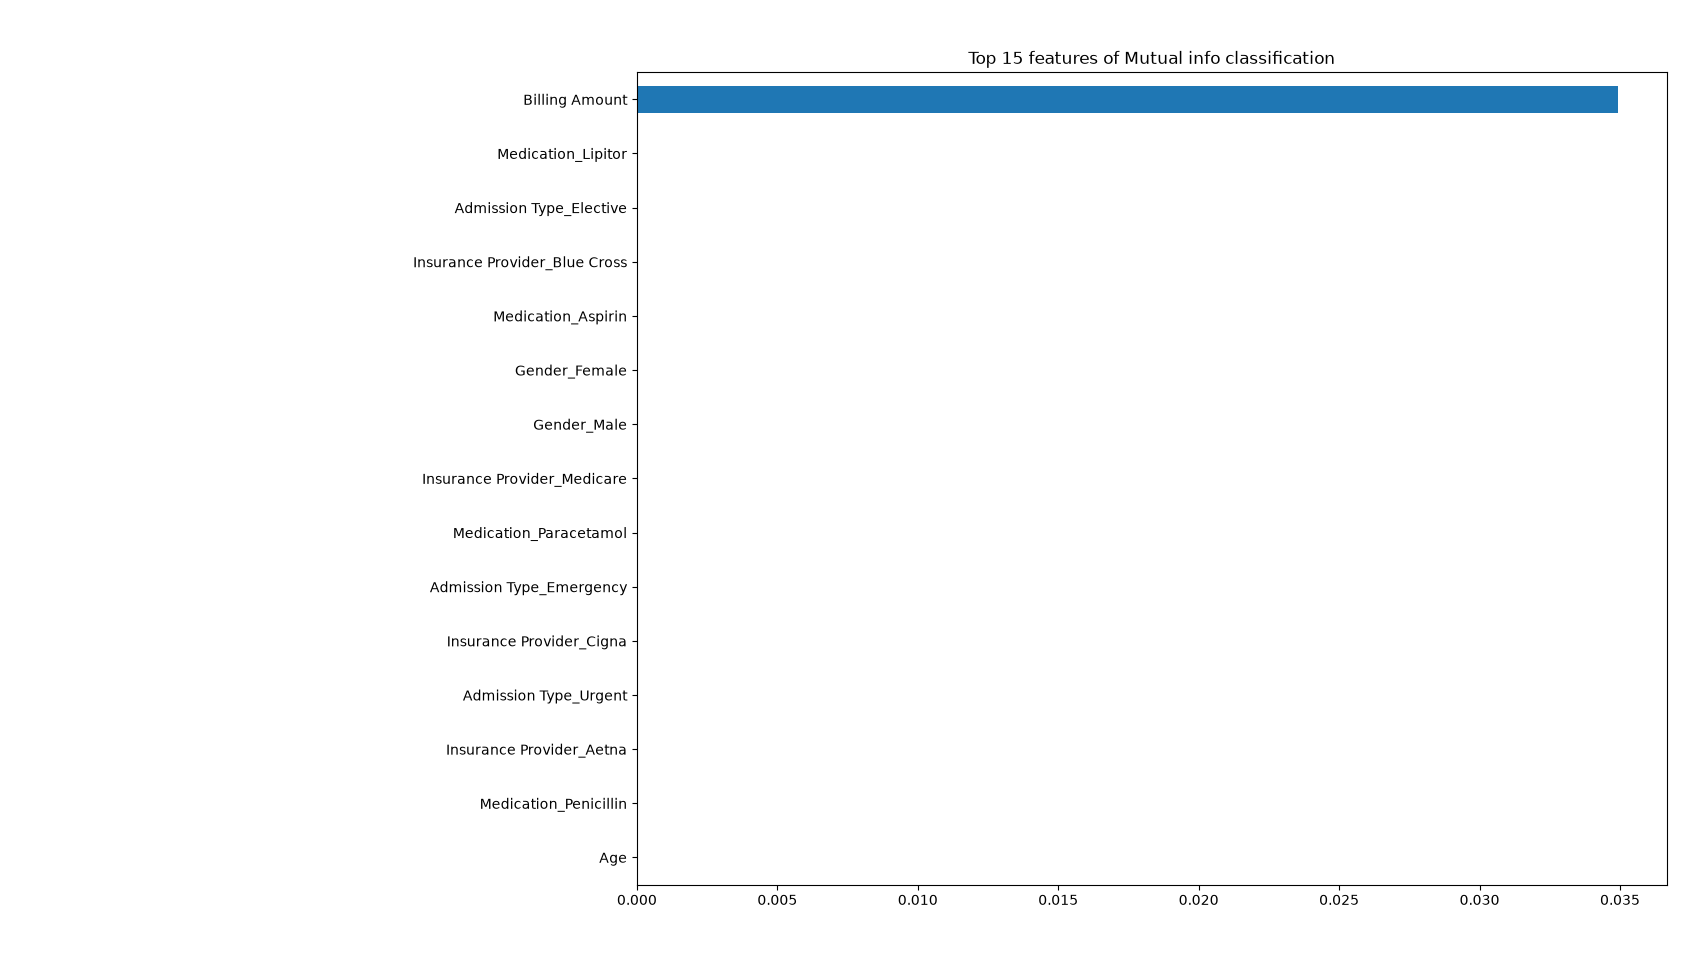 Top 15 features of Mutual info classification
Billing Amount
Medication_Lipitor
Admission Type_Elective
Insurance Provider_Blue Cross
Medication_Aspirin
Gender_Female
Gender_Male
Insurance Provider_Medicare
Medication_Paracetamol
Admission Type_Emergency
Insurance Provider_Cigna
Admission Type_Urgent
Insurance Provider_Aetna
Medication_Penicillin
Age
0.000 0.005 0.010 0.015 0.020 0.025 0.030 0.035